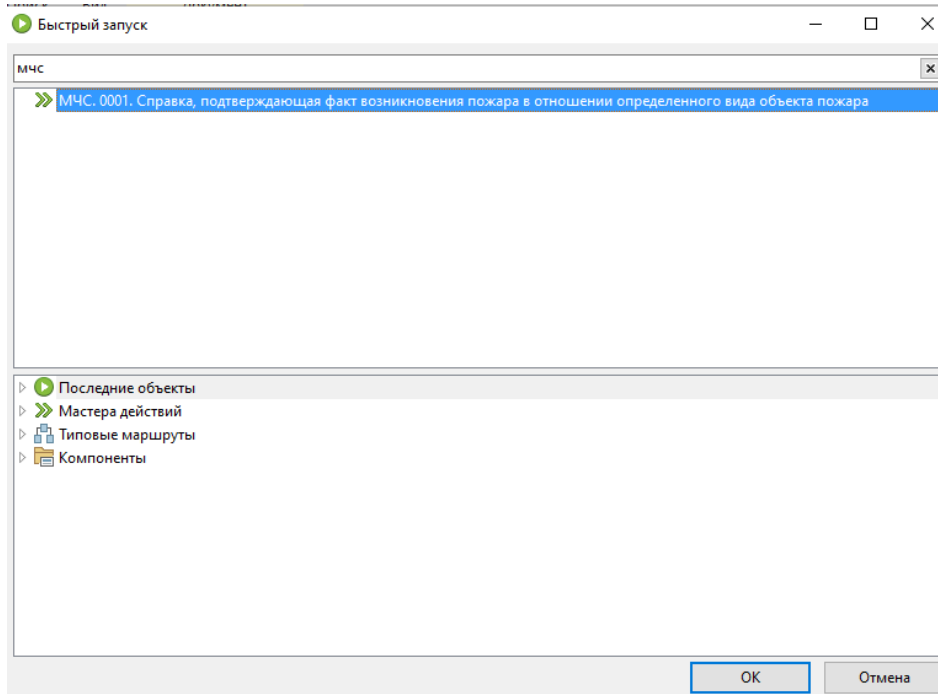 Быстрый запуск
мчс
МЧС. 0001. Справка, подтверждающая факт возникновения пожара в отношении определенного вида объекта пожара
Последние объекты
Мастера действий
Типовые маршруты
Компоненты
ОК
Отмена